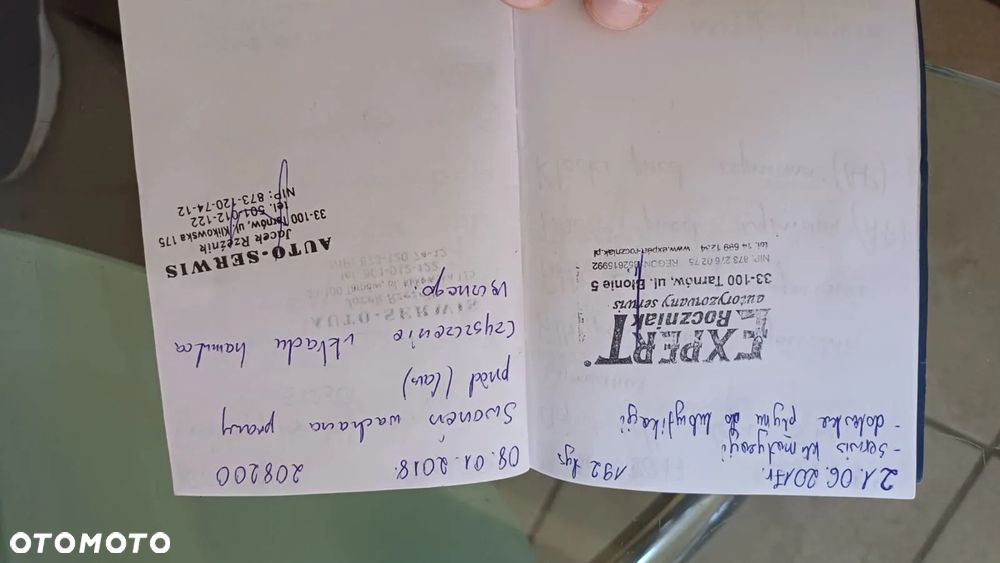 21.06.2017r. 192 tys
- serwis klimatyzacji
- dolewka płynu do lubryfikacji
EXPERT
Roczniak
autoryzowany serwis
33-100 Tarnów, ul. Błonie 5
NIP: 873 276 02 75 REGON 852615992
www.expert-roczniak.pl
08.01.2018. 208200
Sworzeń wachacza prawy
przód (lewy)
Czyszczenie układu hamulca
ręcznego.
AUTO-SERWIS
Jacek Rzeźnik
33-100 Tarnów, ul. Klikowska 175
tel. 501-012-122
NIP: 873-120-74-12
OTOMOTO